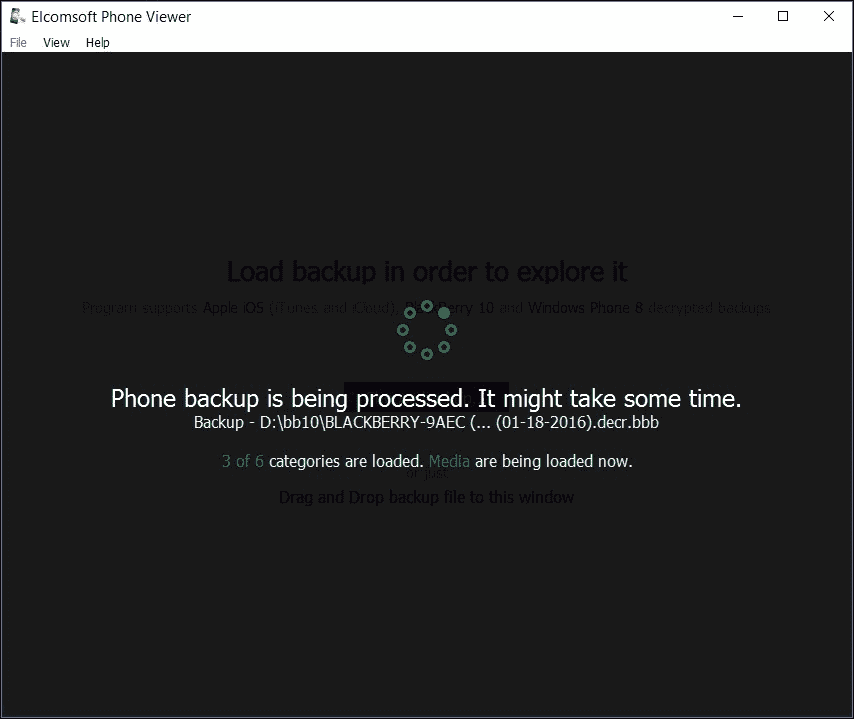 Elcomsoft Phone Viewer
File View Help
Load backup in order to explore it
Program supports Apple iOS (iTunes and iCloud), BlackBerry 10 and Windows Phone 8 decrypted backups
Phone backup is being processed. It might take some time.
Backup - D:\bb10\BLACKBERRY-9AEC (... (01-18-2016).decr.bbb
3 of 6 categories are loaded. Media are being loaded now.
or just
Drag and Drop backup file to this window